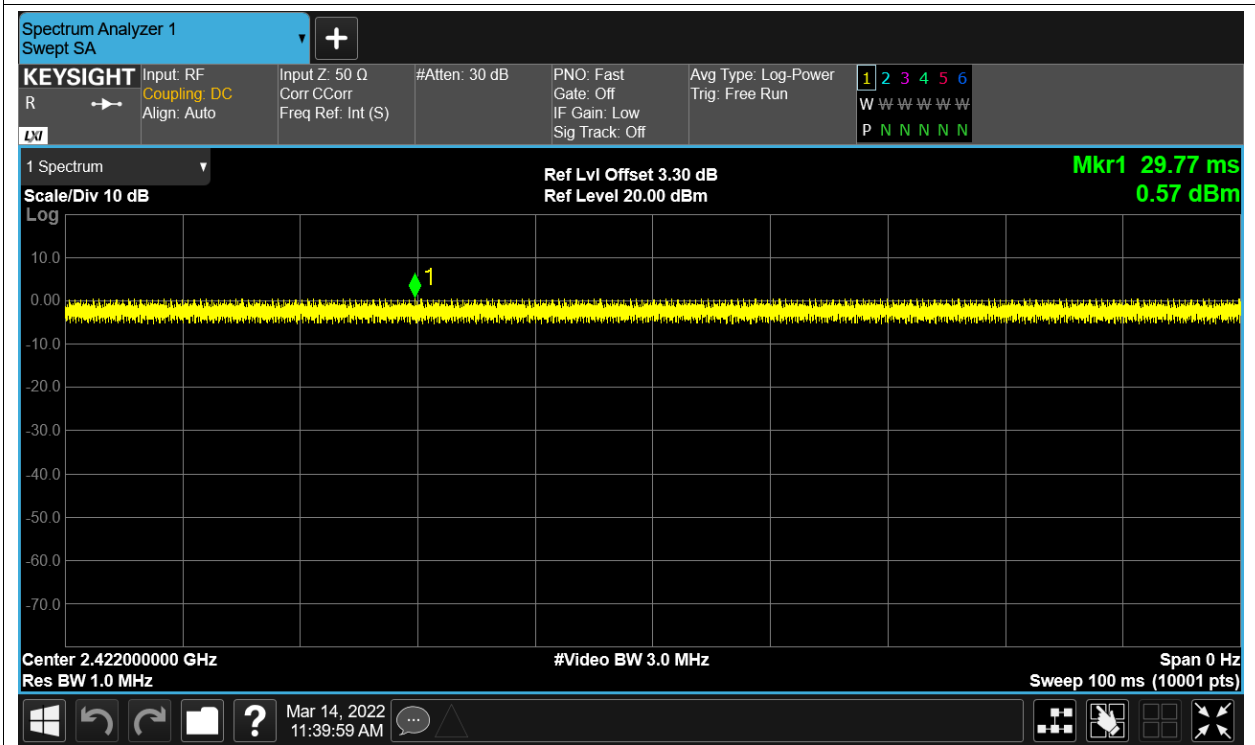 Spectrum Analyzer 1
Swept SA
KEYSIGHT
R
LXI
Input: RF
Coupling: DC
Align: Auto
Input Z: 50 Ω
Corr CCorr
Freq Ref: Int (S)
#Atten: 30 dB
PNO: Fast
Gate: Off
IF Gain: Low
Sig Track: Off
Avg Type: Log-Power
Trig: Free Run
1 2 3 4 5 6
W W W W W W
P N N N N N
1 Spectrum
Scale/Div 10 dB
Log
Ref Lvl Offset 3.30 dB
Ref Level 20.00 dBm
Mkr1 29.77 ms
0.57 dBm
1
10.0
0.00
-10.0
-20.0
-30.0
-40.0
-50.0
-60.0
-70.0
Center 2.422000000 GHz
#Video BW 3.0 MHz
Span 0 Hz
Res BW 1.0 MHz
Sweep 100 ms (10001 pts)
?
Mar 14, 2022
11:39:59 AM